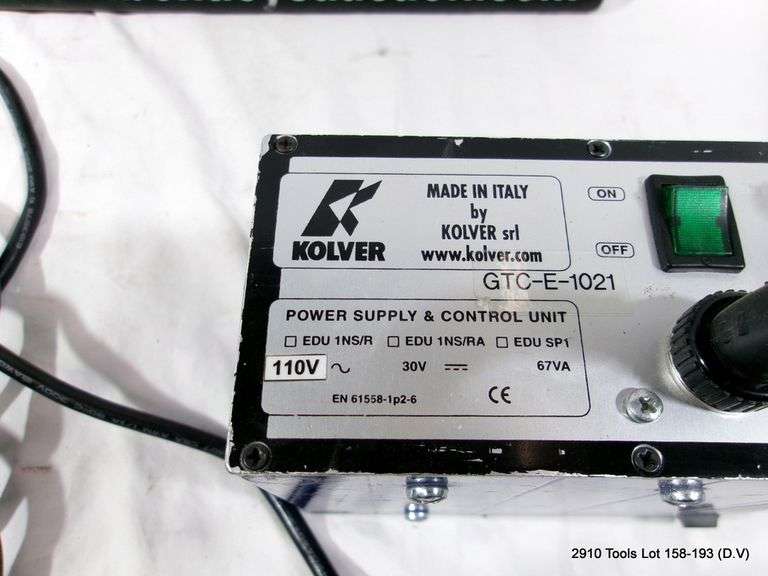 KOLVER
MADE IN ITALY
by
KOLVER srl
www.kolver.com
ON
OFF
GTC-E-1021
POWER SUPPLY & CONTROL UNIT
☐ EDU 1NS/R ☐ EDU 1NS/RA ☐ EDU SP1
110V ~ 30V ⎓ 67VA
EN 61558-1p2-6 CE
2910 Tools Lot 158-193 (D.V)